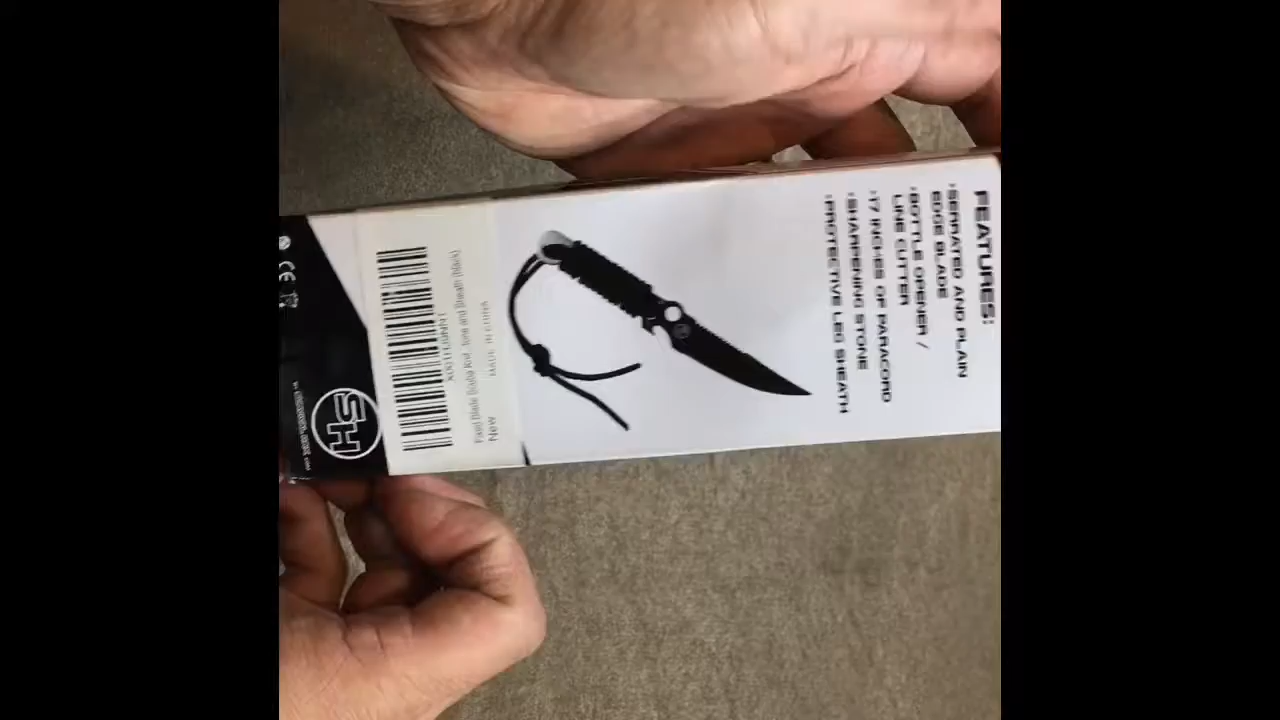 FEATURES:
•SERRATED AND PLAIN
EDGE BLADE
•BOTTLE OPENER /
LINE CUTTER
•17 INCHES OF PARACORD
•SHARPENING STONE
•PROTECTIVE LEG SHEATH
MADE IN CHINA
New
SH
CE